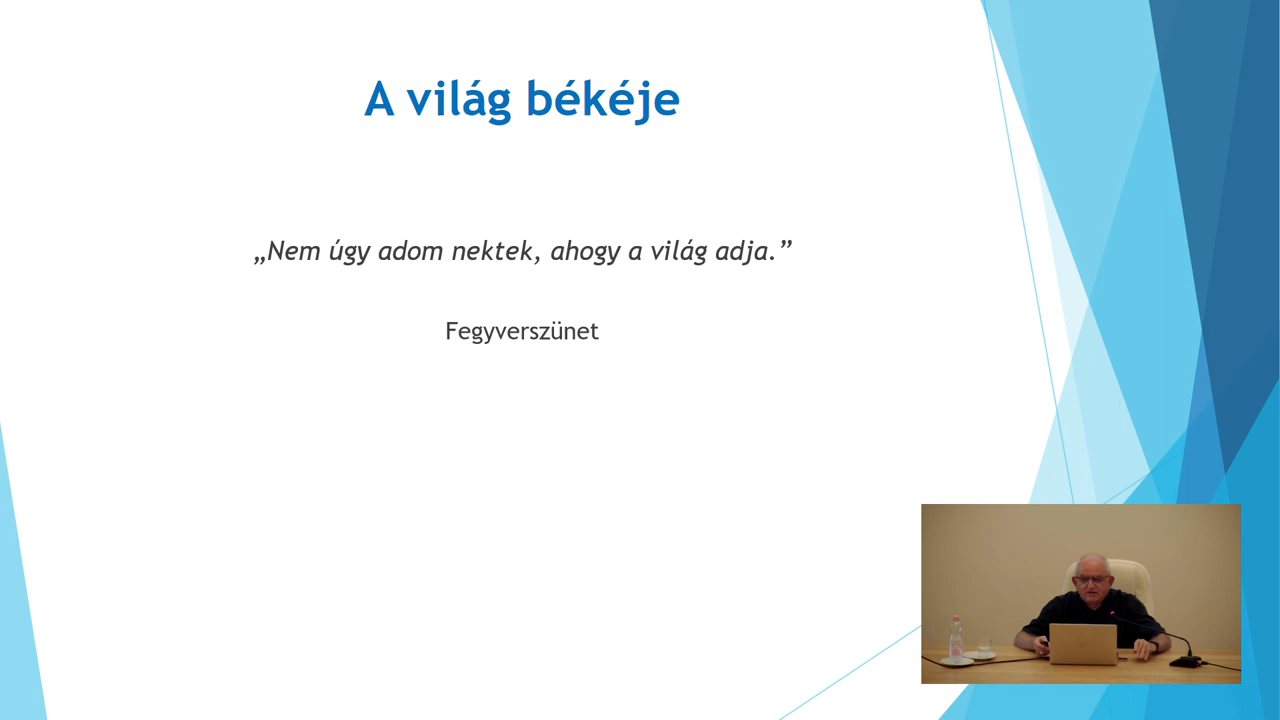 A világ békéje
„Nem úgy adom nektek, ahogy a világ adja.”
Fegyverszünet